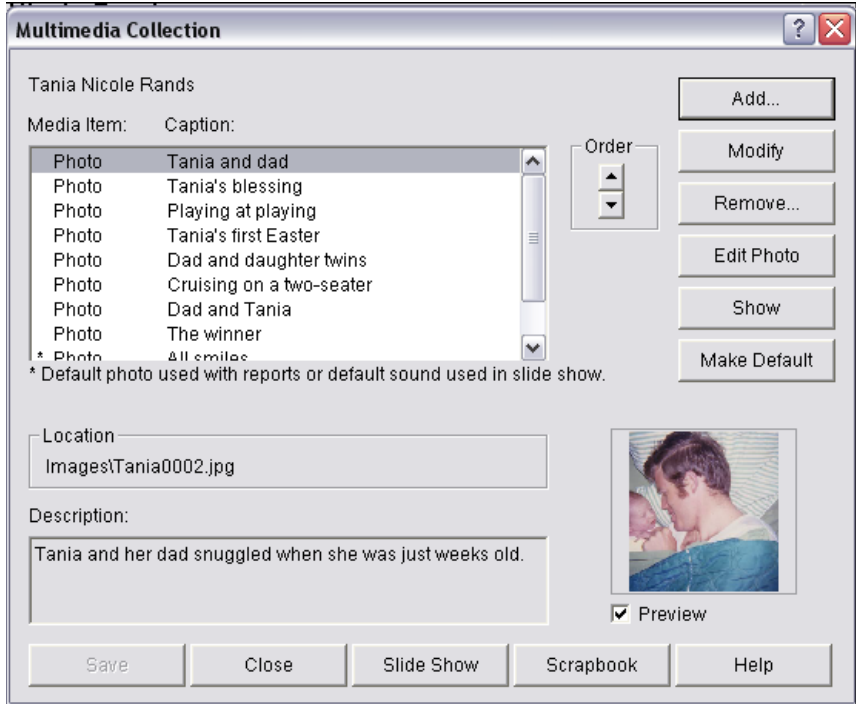 Multimedia Collection
Tania Nicole Rands
Media Item: Caption:
Photo Tania and dad
Photo Tania's blessing
Photo Playing at playing
Photo Tania's first Easter
Photo Dad and daughter twins
Photo Cruising on a two-seater
Photo Dad and Tania
Photo The winner
* Photo All smiles
* Default photo used with reports or default sound used in slide show.
Order
Add...
Modify
Remove...
Edit Photo
Show
Make Default
Location
Images\Tania0002.jpg
Description:
Tania and her dad snuggled when she was just weeks old.
Preview
Save Close Slide Show Scrapbook Help